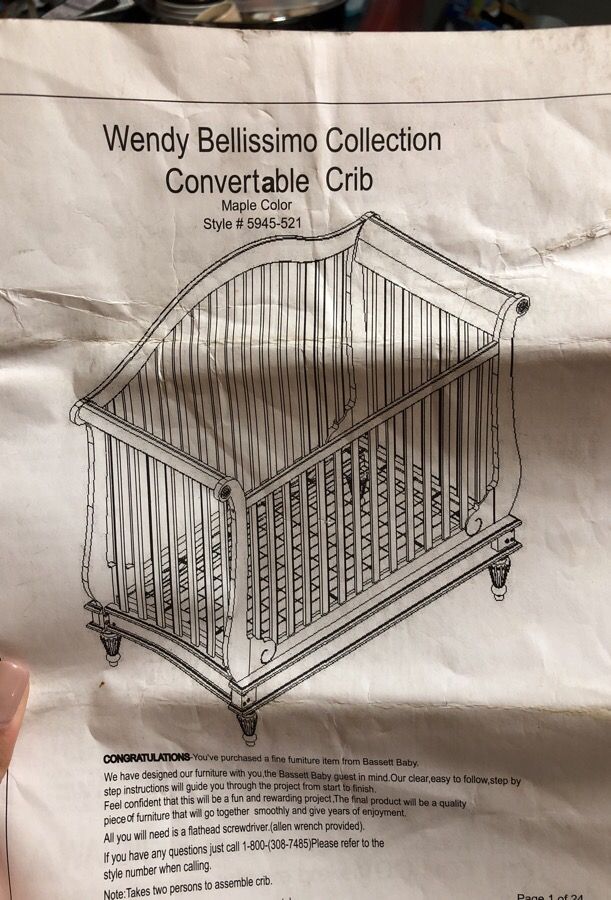 Wendy Bellissimo Collection
Convertable Crib
Maple Color
Style # 5945-521
CONGRATULATIONS-You've purchased a fine furniture item from Bassett Baby.
We have designed our furniture with you,the Bassett Baby guest in mind.Our clear,easy to follow,step by
step instructions will guide you through the project from start to finish.
Feel confident that this will be a fun and rewarding project.The final product will be a quality
piece of furniture that will go together smoothly and give years of enjoyment.
All you will need is a flathead screwdriver.(allen wrench provided).
If you have any questions just call 1-800-(308-7485)Please refer to the
style number when calling.
Note:Takes two persons to assemble crib.
Page 1 of 24